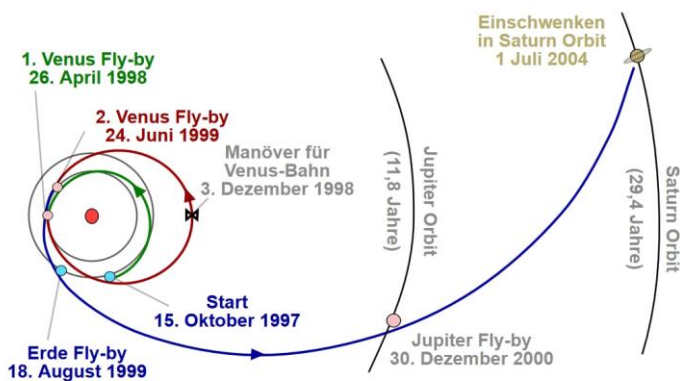 1. Venus Fly-by
26. April 1998
2. Venus Fly-by
24. Juni 1999
Manöver für
Venus-Bahn
3. Dezember 1998
Einschwenken
in Saturn Orbit
1 Juli 2004
Jupiter Orbit
(11,8 Jahre)
Saturn Orbit
(29,4 Jahre)
Start
15. Oktober 1997
Erde Fly-by
18. August 1999
Jupiter Fly-by
30. Dezember 2000